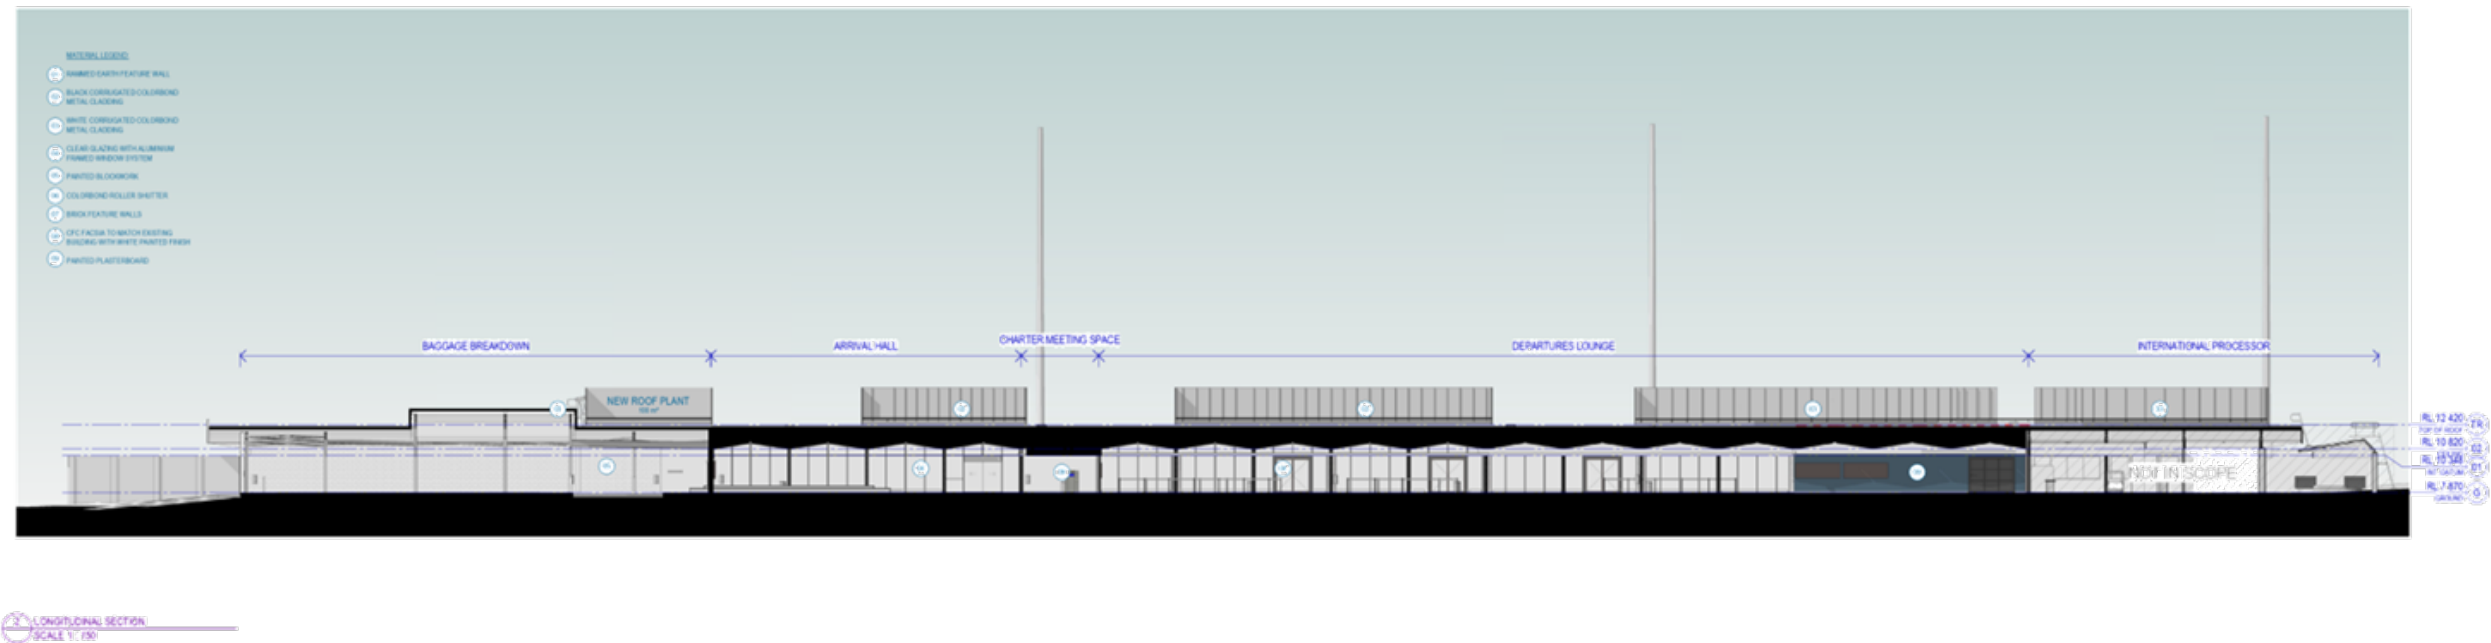 MATERIAL LEGEND:
RAMMED EARTH FEATURE WALL
BLACK CORRUGATED COLORBOND
METAL CLADDING
WHITE CORRUGATED COLORBOND
METAL CLADDING
CLEAR GLAZING WITH ALUMINIUM
FRAMED WINDOW SYSTEM
PAINTED BLOCKWORK
COLORBOND ROLLER SHUTTER
BRICK FEATURE WALLS
CFC FACIA TO MATCH EXISTING
BUILDING WITH WHITE PAINTED FINISH
PAINTED PLASTERBOARD
BAGGAGE BREAKDOWN
ARRIVAL HALL
CHARTER MEETING SPACE
DEPARTURES LOUNGE
INTERNATIONAL PROCESSOR
NEW ROOF PLANT
NOT IN SCOPE
RL 12 420
TOP OF ROOF
RL 10 820
RL 7 870
GROUND
2
LONGITUDINAL SECTION
SCALE